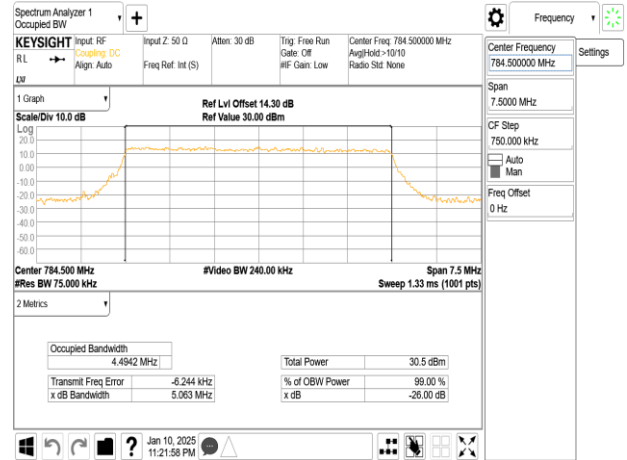 Spectrum Analyzer 1
Occupied BW
Frequency
KEYSIGHT
RL
LXI
Input: RF
Coupling: DC
Align: Auto
Input Z: 50 Ω
Freq Ref: Int (S)
Atten: 30 dB
Trig: Free Run
Gate: Off
#IF Gain: Low
Center Freq: 784.500000 MHz
Avg|Hold:>10/10
Radio Std: None
Center Frequency
784.500000 MHz
Settings
Span
7.5000 MHz
CF Step
750.000 kHz
Auto
Man
Freq Offset
0 Hz
1 Graph
Scale/Div 10.0 dB
Ref Lvl Offset 14.30 dB
Ref Value 30.00 dBm
Log
20.0
10.0
0.00
-10.0
-20.0
-30.0
-40.0
-50.0
-60.0
Center 784.500 MHz
#Video BW 240.00 kHz
Span 7.5 MHz
#Res BW 75.000 kHz
Sweep 1.33 ms (1001 pts)
2 Metrics
Occupied Bandwidth
4.4942 MHz
Total Power 30.5 dBm
Transmit Freq Error -6.244 kHz
% of OBW Power 99.00 %
x dB Bandwidth 5.063 MHz
x dB -26.00 dB
?
Jan 10, 2025
11:21:58 PM